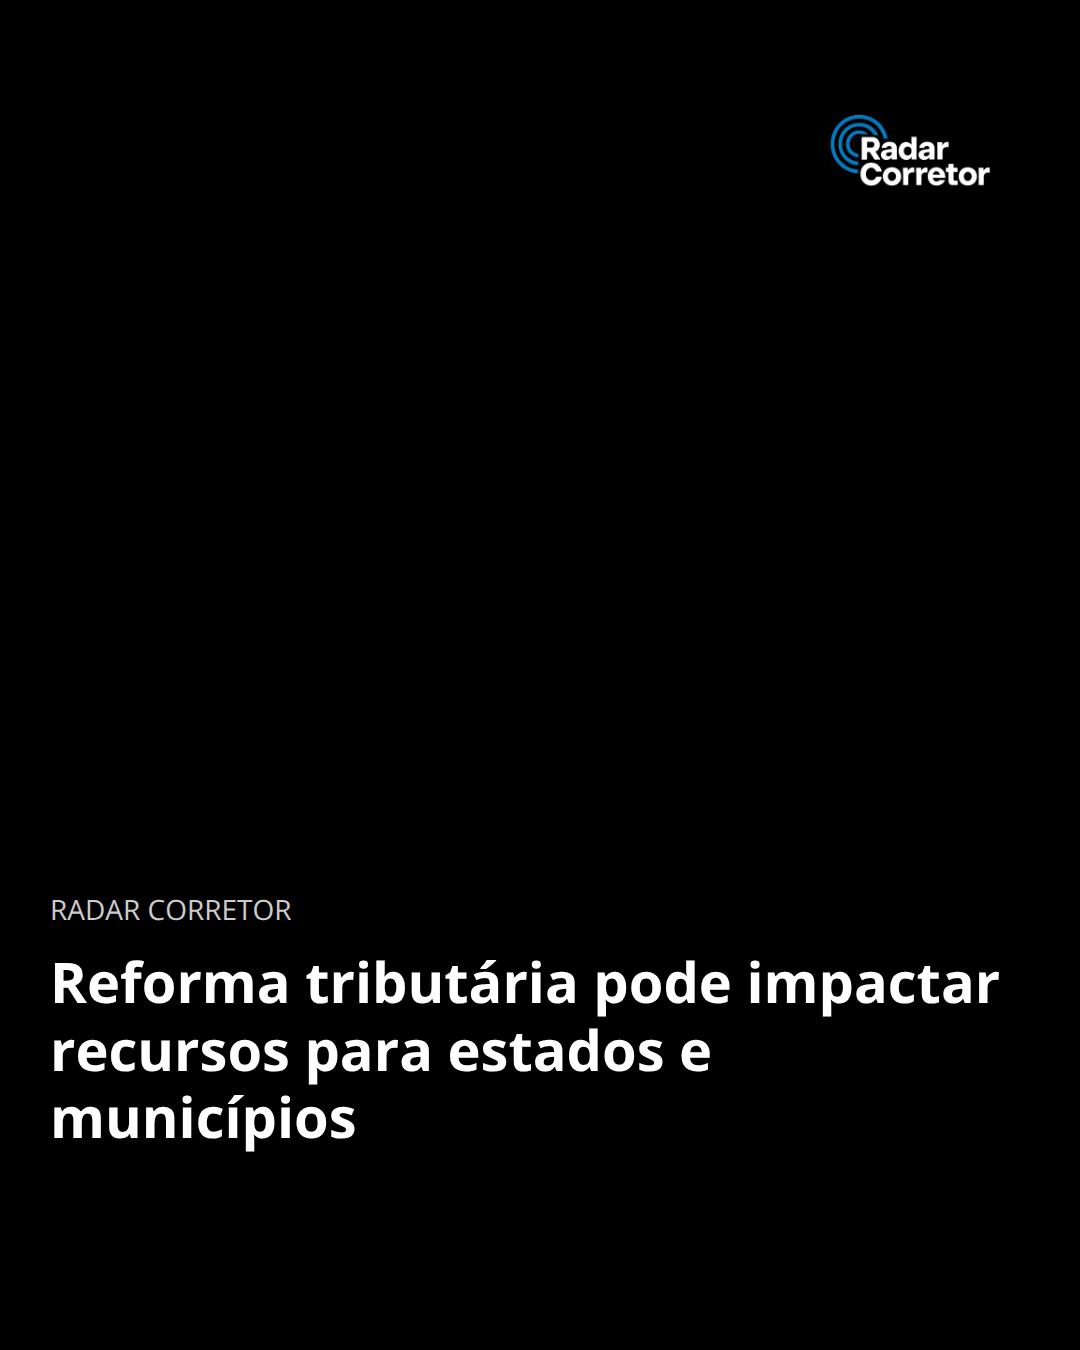 Radar
Corretor
RADAR CORRETOR
Reforma tributária pode impactar
recursos para estados e
municípios